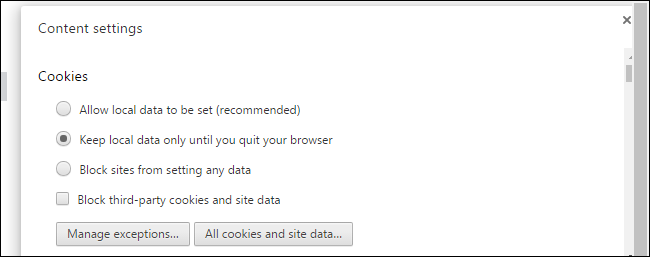 Content settings
Cookies
Allow local data to be set (recommended)
Keep local data only until you quit your browser
Block sites from setting any data
Block third-party cookies and site data
Manage exceptions... All cookies and site data...